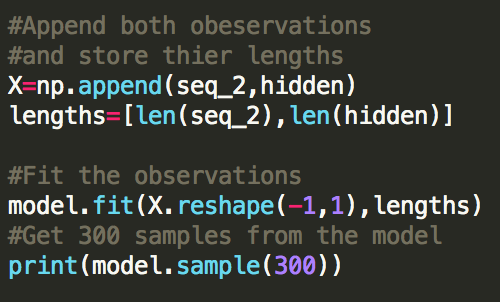 #Append both obeservations
#and store thier lengths
X=np.append(seq_2,hidden)
lengths=[len(seq_2),len(hidden)]
#Fit the observations
model.fit(X.reshape(-1,1),lengths)
#Get 300 samples from the model
print(model.sample(300))